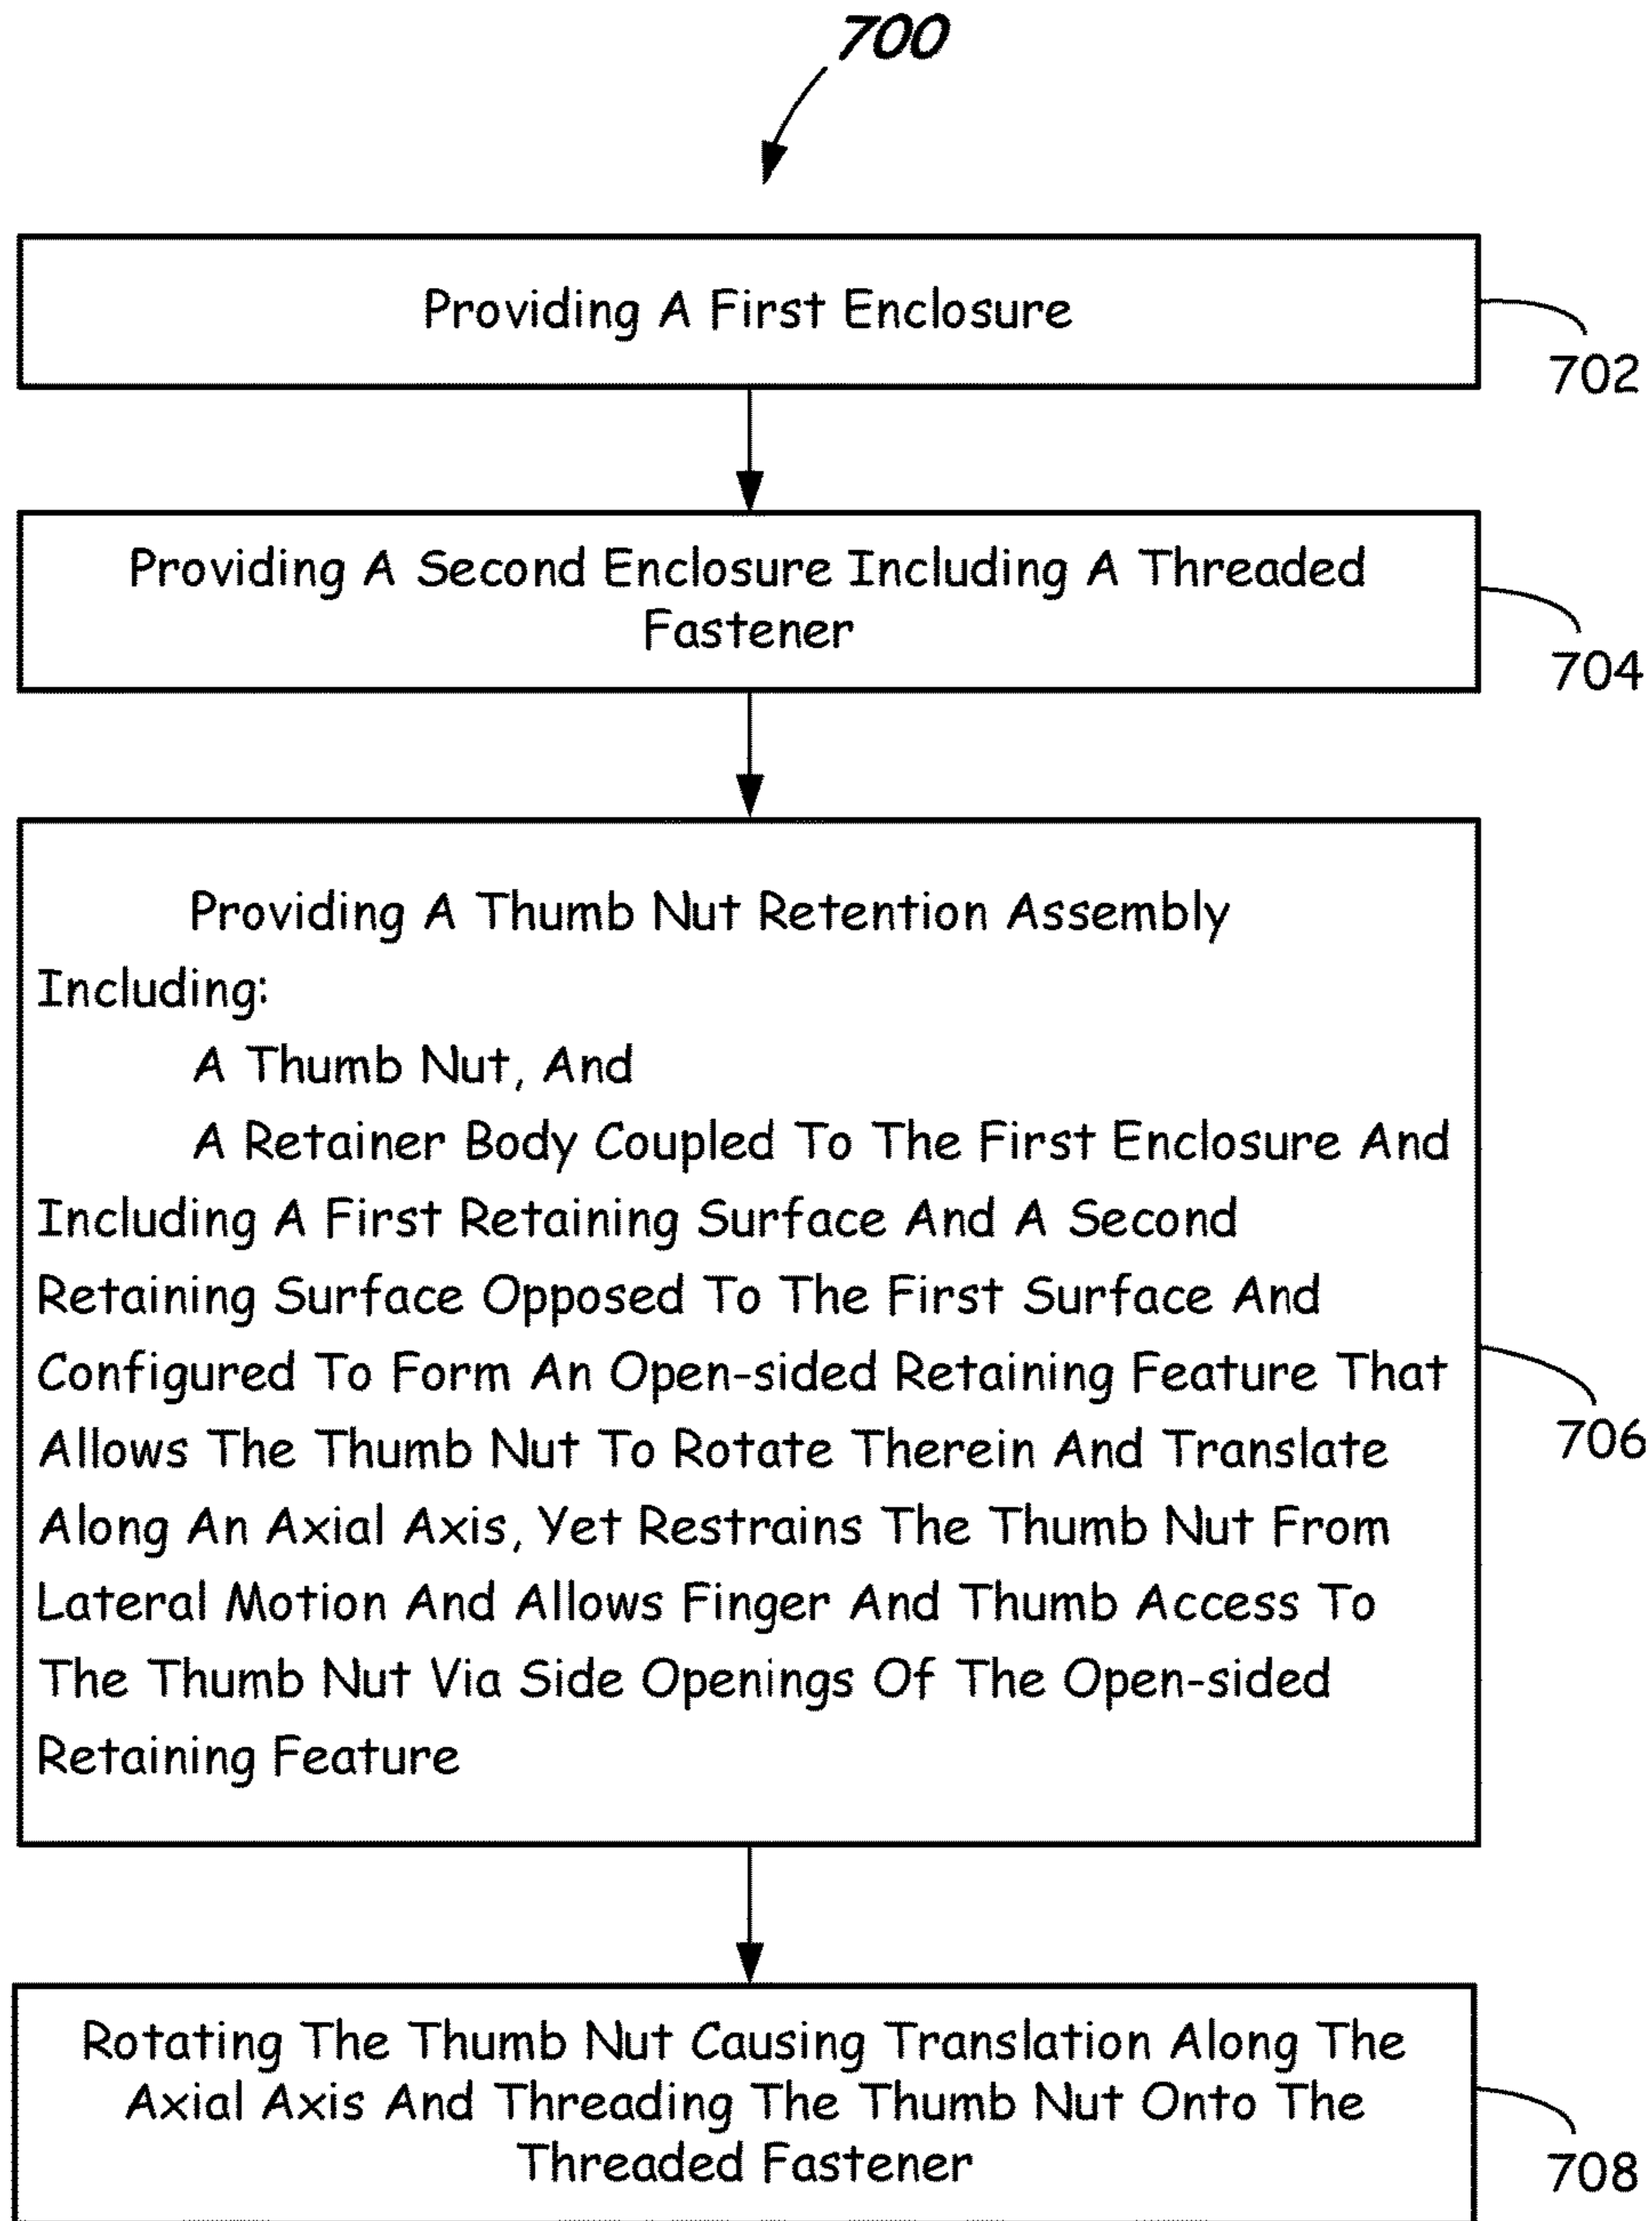 700
Providing A First Enclosure
702
Providing A Second Enclosure Including A Threaded
Fastener
704
Providing A Thumb Nut Retention Assembly
Including:
A Thumb Nut, And
A Retainer Body Coupled To The First Enclosure And
Including A First Retaining Surface And A Second
Retaining Surface Opposed To The First Surface And
Configured To Form An Open-sided Retaining Feature That
Allows The Thumb Nut To Rotate Therein And Translate
Along An Axial Axis, Yet Restrains The Thumb Nut From
Lateral Motion And Allows Finger And Thumb Access To
The Thumb Nut Via Side Openings Of The Open-sided
Retaining Feature
706
Rotating The Thumb Nut Causing Translation Along The
Axial Axis And Threading The Thumb Nut Onto The
Threaded Fastener
708